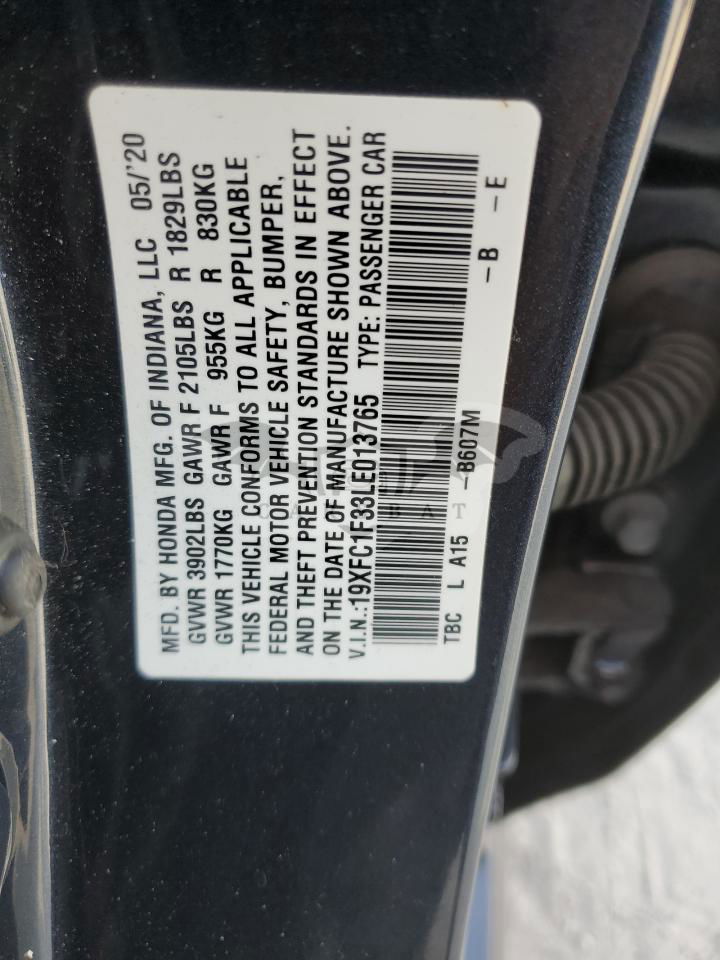 MFD. BY HONDA MFG. OF INDIANA, LLC 05/'20
GVWR 3902LBS GAWR F 2105LBS R 1829LBS
GVWR 1770KG GAWR F 955KG R 830KG
THIS VEHICLE CONFORMS TO ALL APPLICABLE
FEDERAL MOTOR VEHICLE SAFETY, BUMPER,
AND THEFT PREVENTION STANDARDS IN EFFECT
ON THE DATE OF MANUFACTURE SHOWN ABOVE.
V.I.N.:19XFC1F33LE013765 TYPE: PASSENGER CAR
TBC L A15 -B607M -B -E